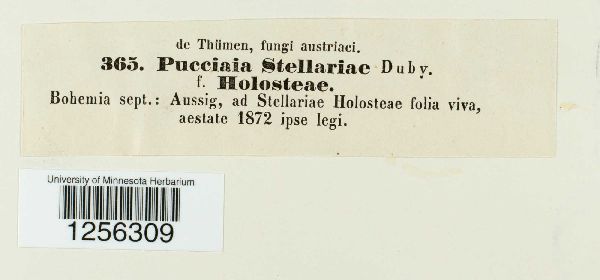 de Thümen, fungi austriaci.
365. Pucciaia Stellariae Duby.
f. Holosteae.
Bohemia sept.: Aussig, ad Stellariae Holosteae folia viva,
aestate 1872 ipse legi.
University of Minnesota Herbarium
1256309